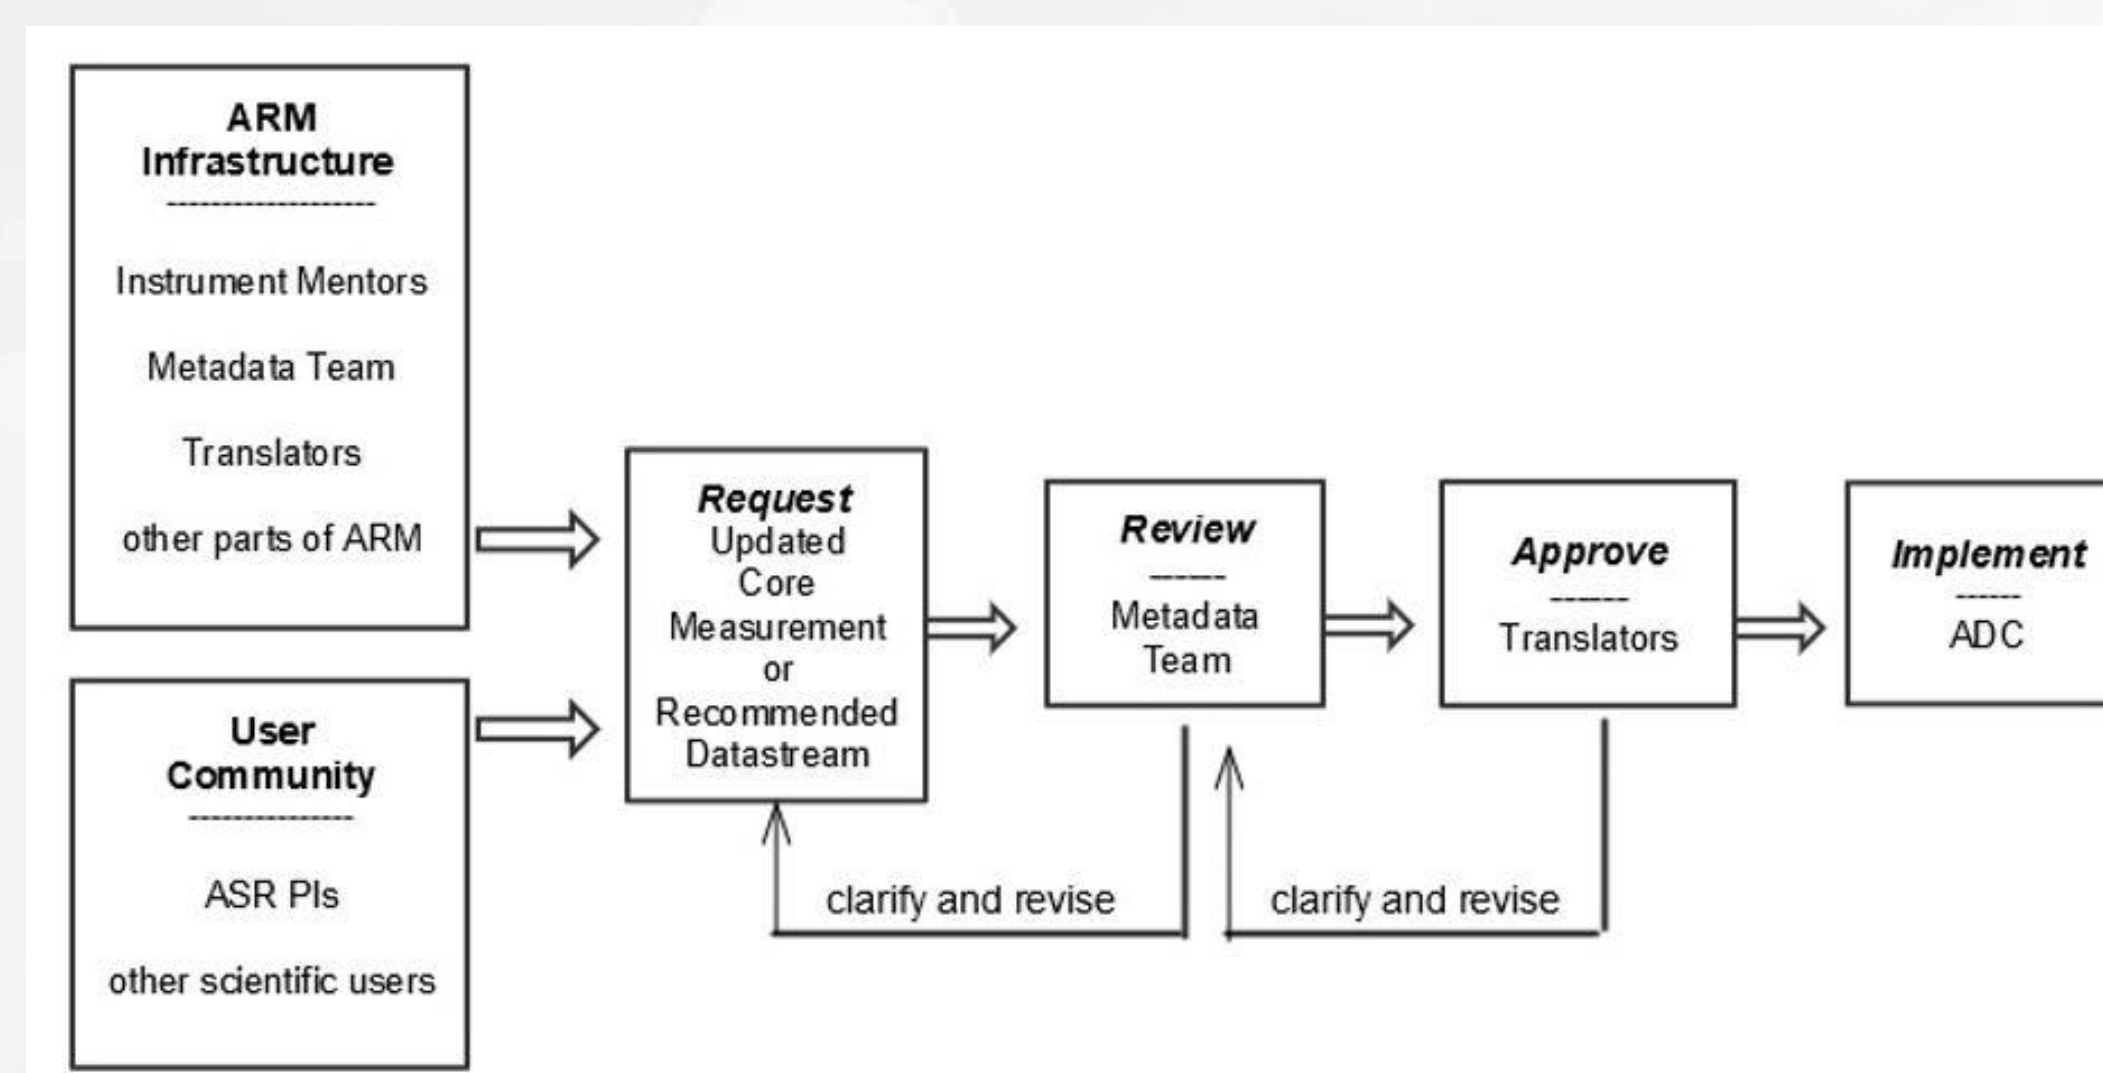 ARM
Infrastructure
-------------------
Instrument Mentors
Metadata Team
Translators
other parts of ARM
User
Community
---------------
ASR PIs
other scientific users
Request
Updated
Core
Measurement
or
Recommended
Datastream
Review
------
Metadata
Team
Approve
------
Translators
Implement
------
ADC
clarify and revise
clarify and revise